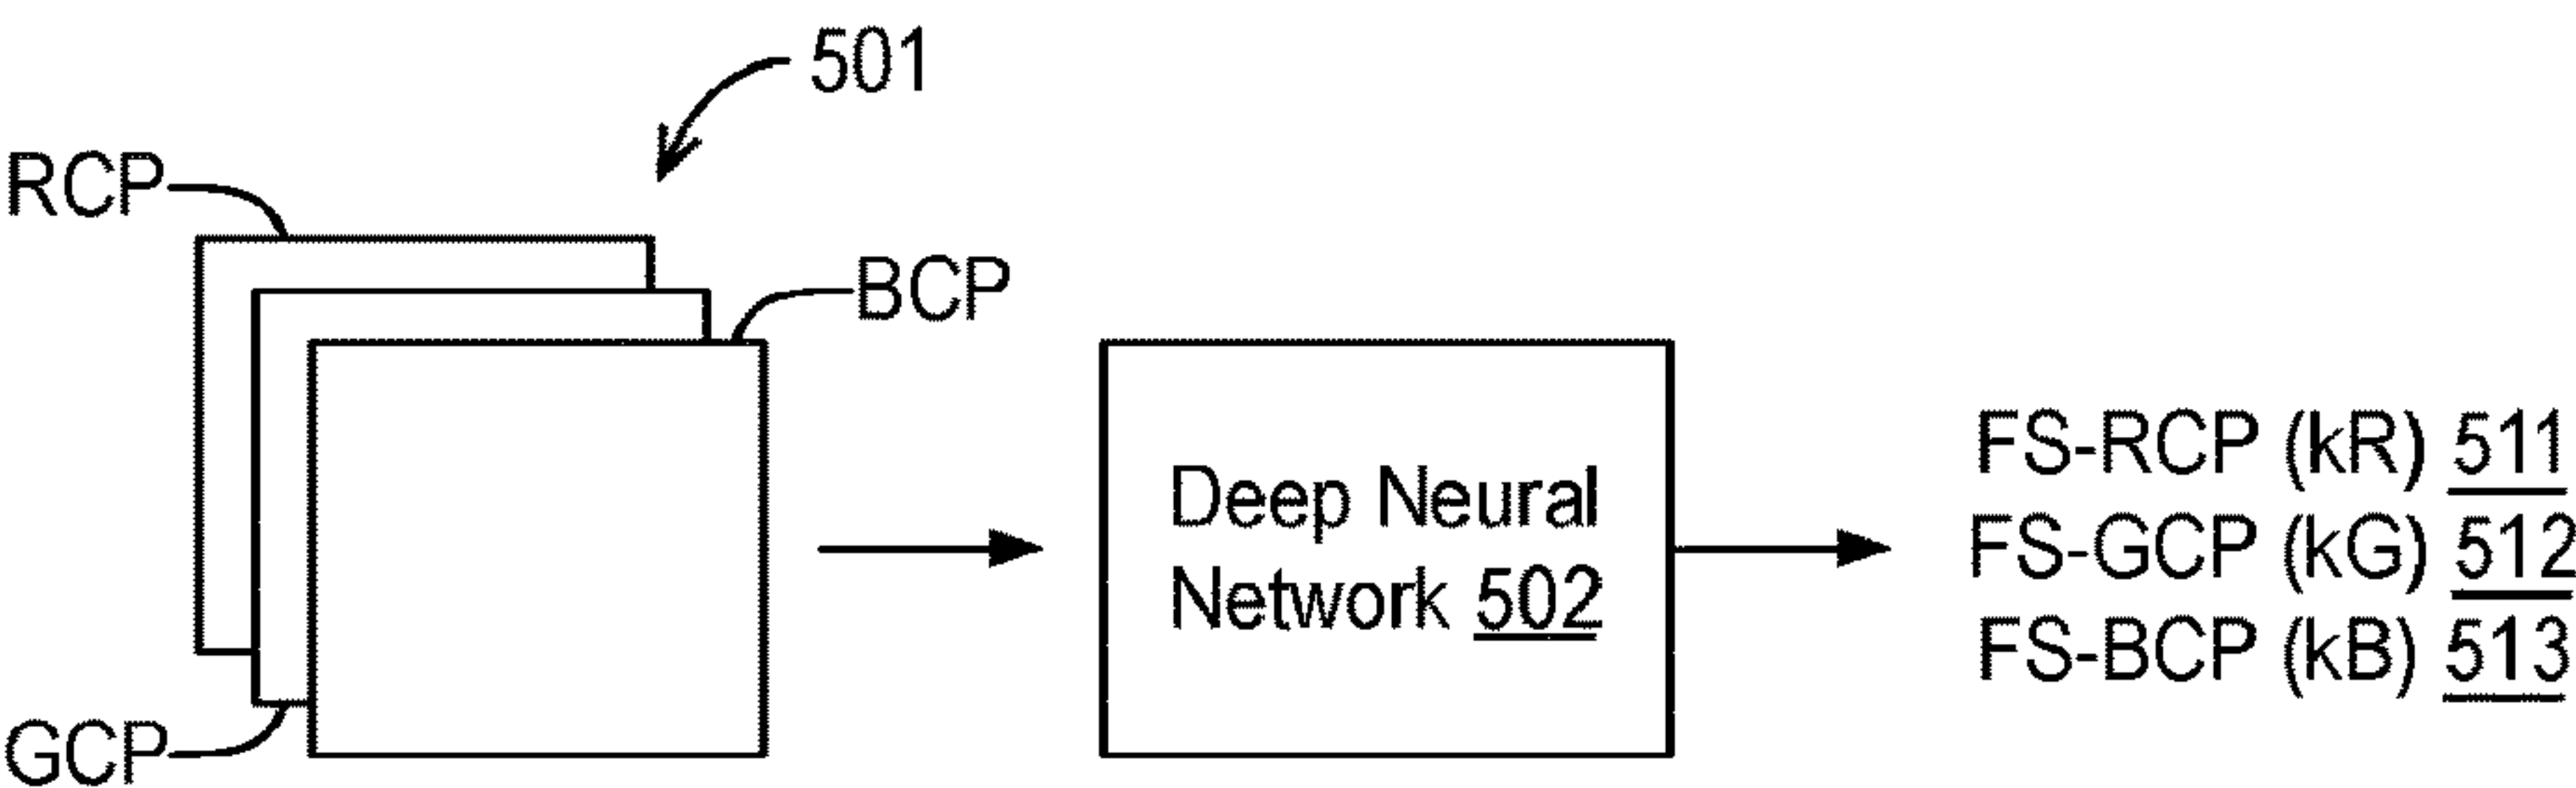 501
RCP
BCP
GCP
Deep Neural
Network 502
FS-RCP (kR) 511
FS-GCP (kG) 512
FS-BCP (kB) 513